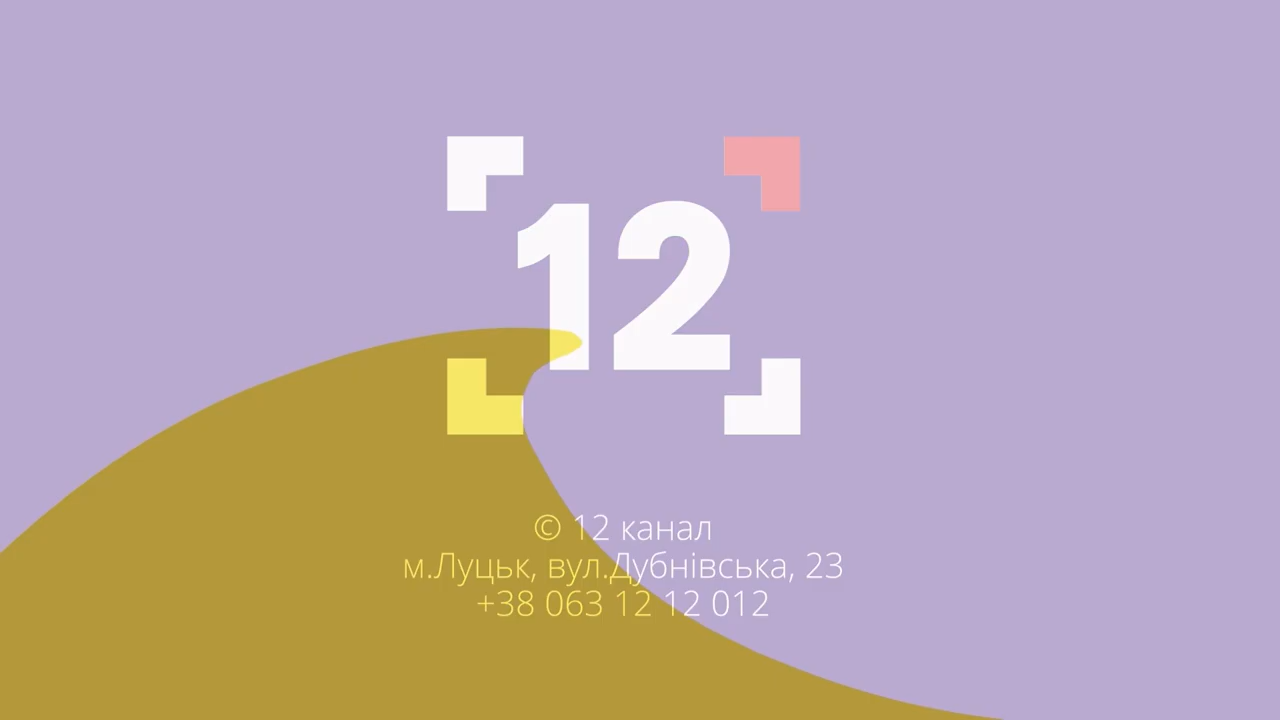 12
© 12 канал
м.Луцьк, вул.Дубнівська, 23
+38 063 12 12 012